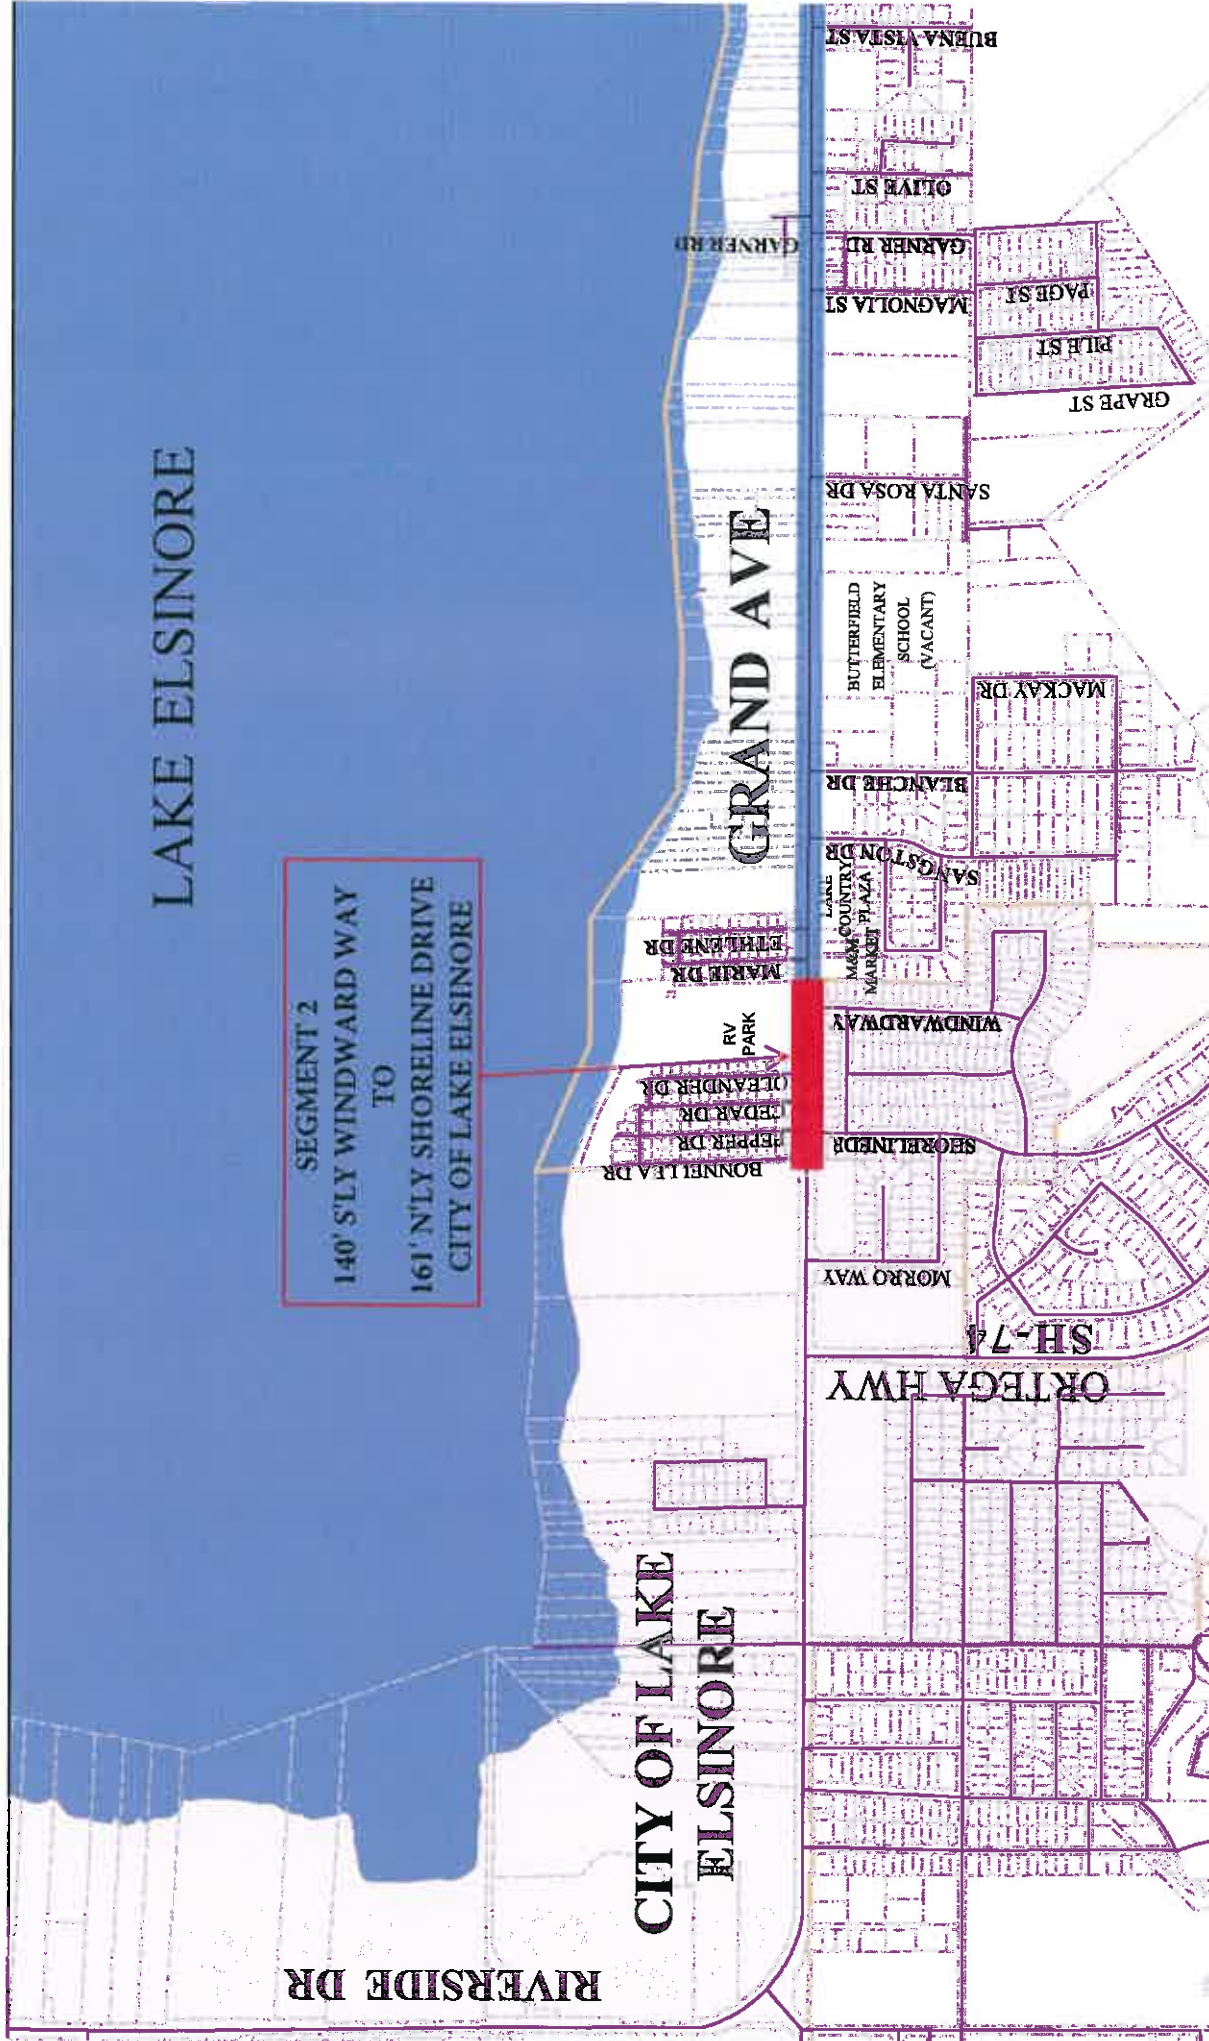 LAKE ELSINORE
SEGMENT 2
140' S'LY WINDWARD WAY
TO
161' N'LY SHORELINE DRIVE
CITY OF LAKE ELSINORE
GRAND AVE
CITY OF LAKE
ELSINORE
RIVERSIDE DR
ORTEGA HWY
SH-74
MORRO WAY
BONNIE LEA DR
PEPPER DR
CEDAR DR
OLEANDER DR
RV
PARK
MARIE DR
ETHLENE DR
SHORELINE DR
WINDWARD WAY
LAKE
COUNTRY
PLAZA
M&M
MARKET
SANGSTON DR
BLANCHE DR
MACKAY DR
BUTTERFIELD
ELEMENTARY
SCHOOL
(VACANT)
SANTA ROSA DR
GRAPE ST
PILE ST
PAGE ST
MAGNOLIA ST
GARNER RD
GARNER RD
OLIVE ST
BUENA VISTA ST